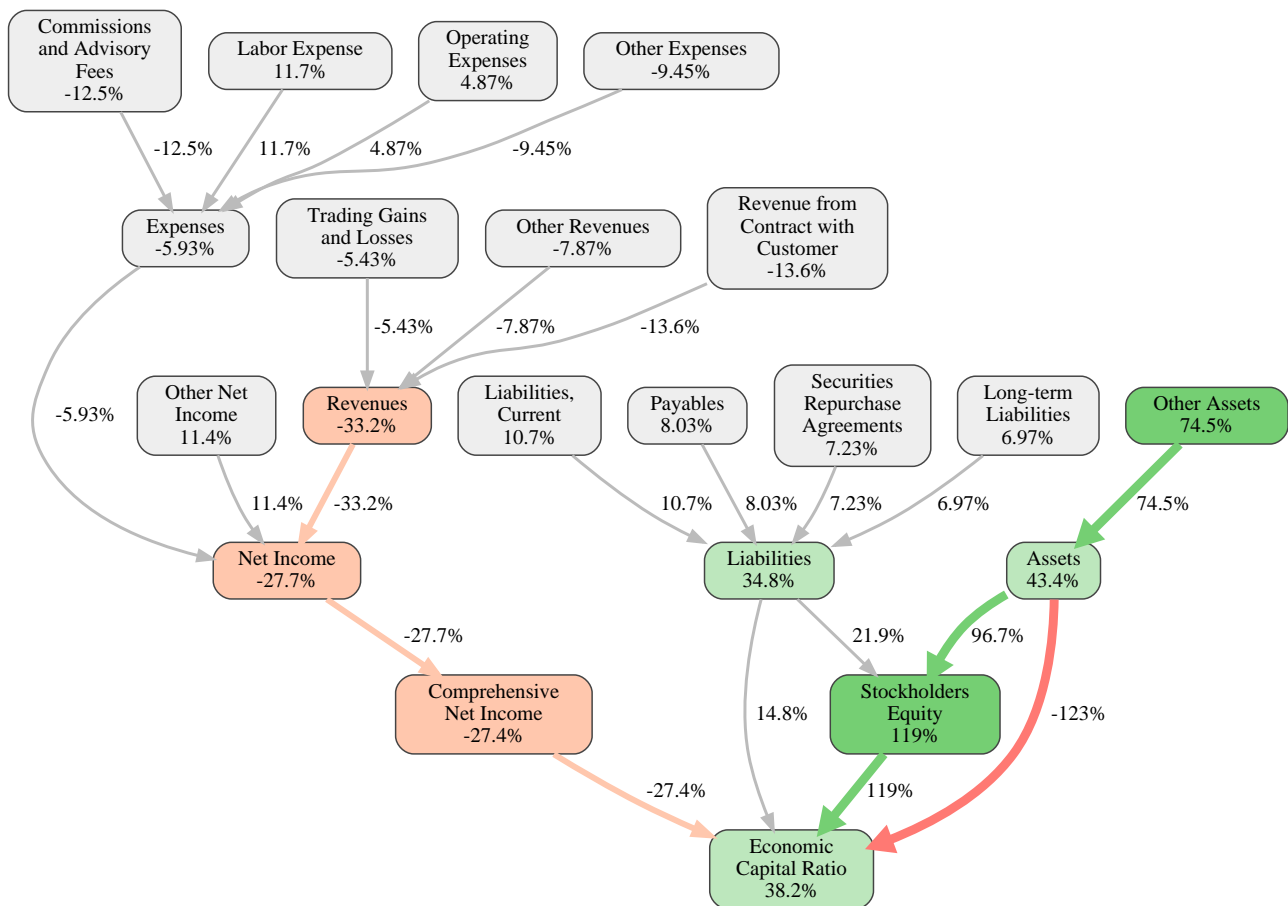 Commissions
and Advisory
Fees
-12.5%
Labor Expense
11.7%
Operating
Expenses
4.87%
Other Expenses
-9.45%
-12.5%
11.7%
4.87%
-9.45%
Expenses
-5.93%
Trading Gains
and Losses
-5.43%
Other Revenues
-7.87%
Revenue from
Contract with
Customer
-13.6%
-5.43%
-7.87%
-13.6%
-5.93%
Other Net
Income
11.4%
Revenues
-33.2%
Liabilities,
Current
10.7%
Payables
8.03%
Securities
Repurchase
Agreements
7.23%
Long-term
Liabilities
6.97%
Other Assets
74.5%
11.4%
-33.2%
10.7%
8.03%
7.23%
6.97%
74.5%
Net Income
-27.7%
Liabilities
34.8%
Assets
43.4%
-27.7%
21.9%
96.7%
Comprehensive
Net Income
-27.4%
14.8%
Stockholders
Equity
119%
-123%
-27.4%
119%
Economic
Capital Ratio
38.2%